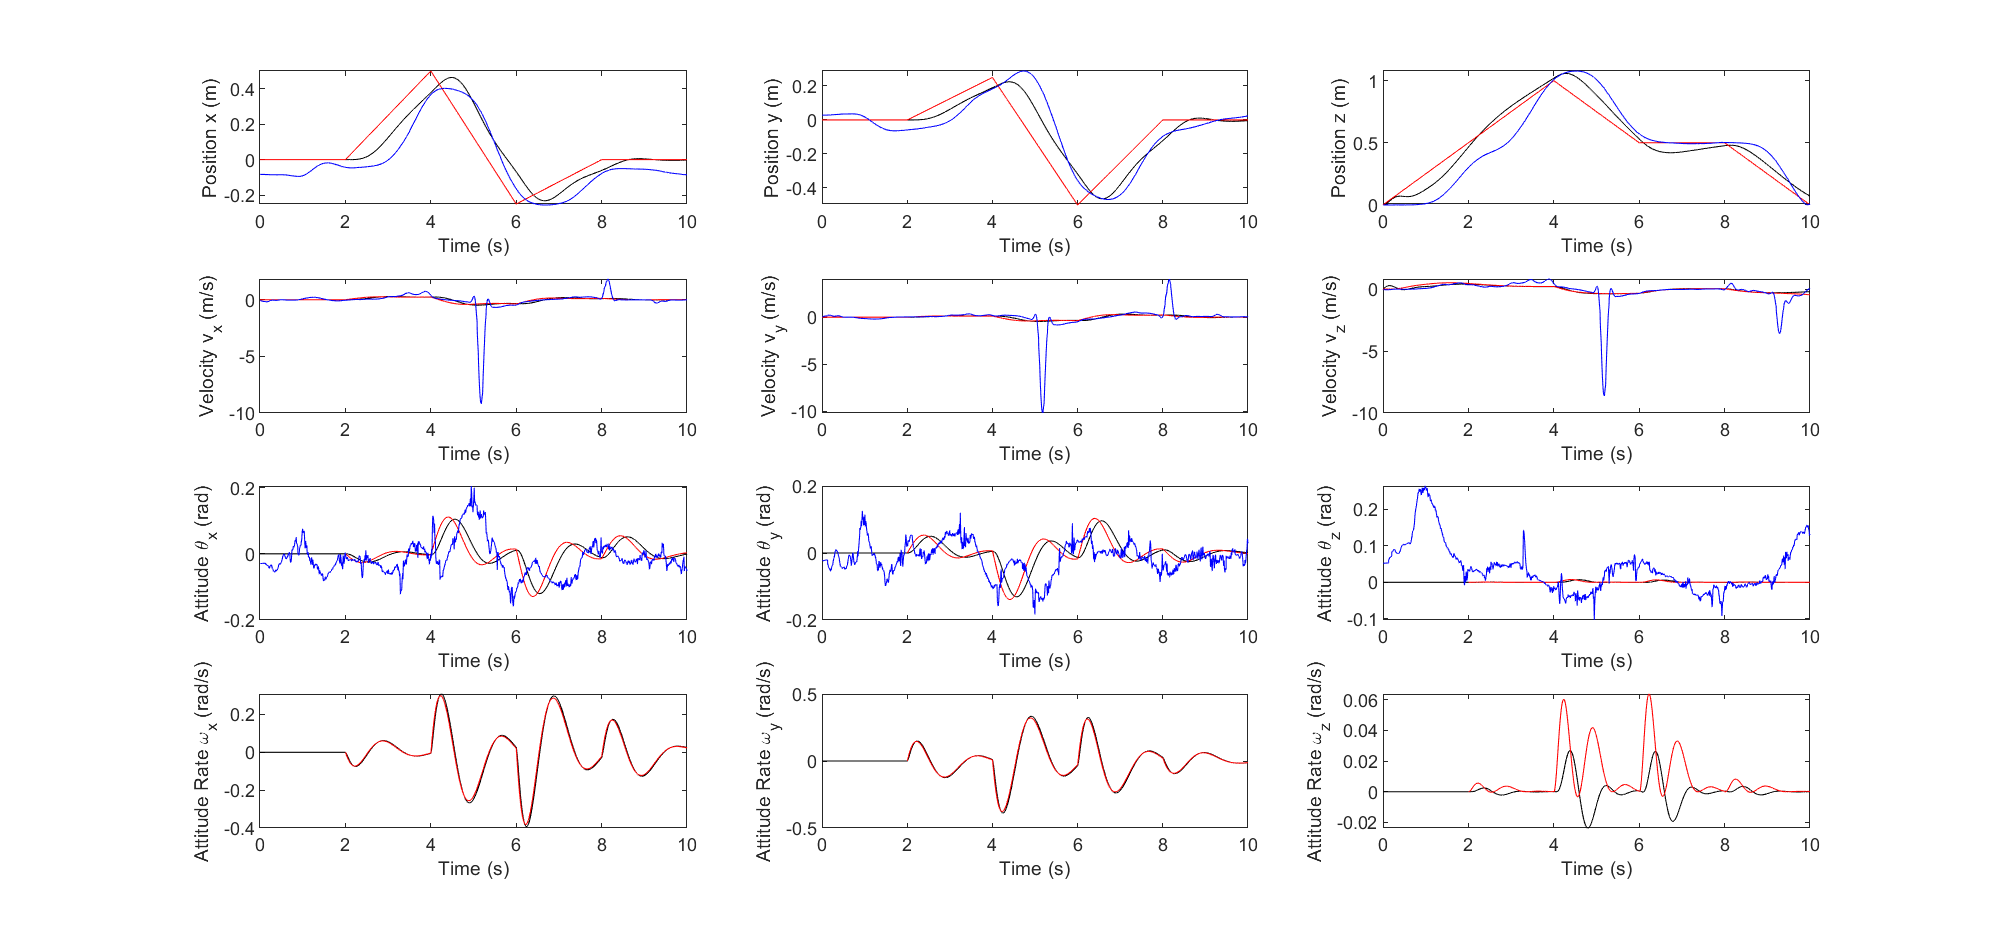 Position x (m)
0.4
0.2
0
-0.2
0 2 4 6 8 10
Time (s)
Position y (m)
0.2
0
-0.2
-0.4
0 2 4 6 8 10
Time (s)
Position z (m)
1
0.5
0
0 2 4 6 8 10
Time (s)
Velocity v_x (m/s)
0
-5
-10
0 2 4 6 8 10
Time (s)
Velocity v_y (m/s)
0
-5
-10
0 2 4 6 8 10
Time (s)
Velocity v_z (m/s)
0
-5
-10
0 2 4 6 8 10
Time (s)
Attitude θ_x (rad)
0.2
0
-0.2
0 2 4 6 8 10
Time (s)
Attitude θ_y (rad)
0.2
0
-0.2
0 2 4 6 8 10
Time (s)
Attitude θ_z (rad)
0.2
0.1
0
-0.1
0 2 4 6 8 10
Time (s)
Attitude Rate ω_x (rad/s)
0.2
0
-0.2
-0.4
0 2 4 6 8 10
Time (s)
Attitude Rate ω_y (rad/s)
0.5
0
-0.5
0 2 4 6 8 10
Time (s)
Attitude Rate ω_z (rad/s)
0.06
0.04
0.02
0
-0.02
0 2 4 6 8 10
Time (s)